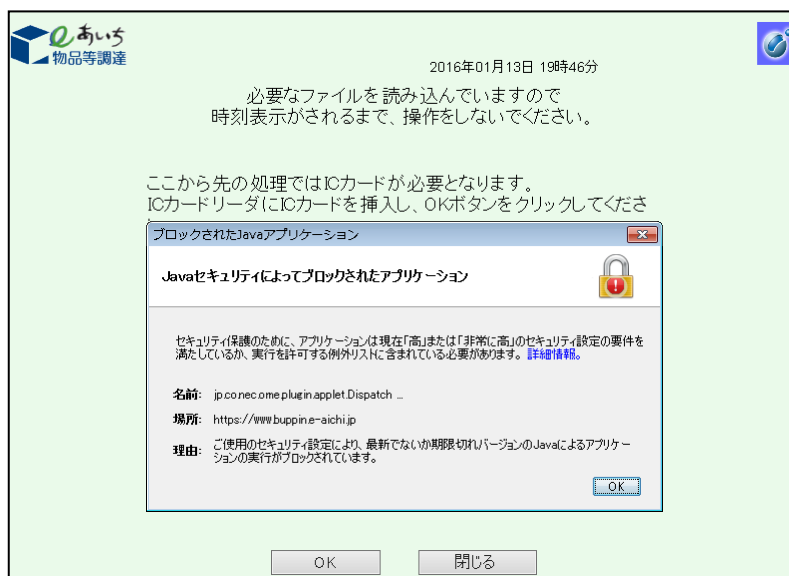 eあいち
物品等調達
2016年01月13日 19時46分
必要なファイルを読み込んでいますので
時刻表示がされるまで、操作をしないでください。
ここから先の処理ではICカードが必要となります。
ICカードリーダにICカードを挿入し、OKボタンをクリックしてくださ
ブロックされたJavaアプリケーション
Javaセキュリティによってブロックされたアプリケーション
セキュリティ保護のために、アプリケーションは現在「高」または「非常に高」のセキュリティ設定の要件を
満たしているか、実行を許可する例外リストに含まれている必要があります。詳細情報。
名前: jp.co.nec.ome.plugin.applet.Dispatch ...
場所: https://www.buppin.e-aichi.jp
理由: ご使用のセキュリティ設定により、最新でないか期限切れバージョンのJavaによるアプリケー
ションの実行がブロックされています。
OK
OK 閉じる